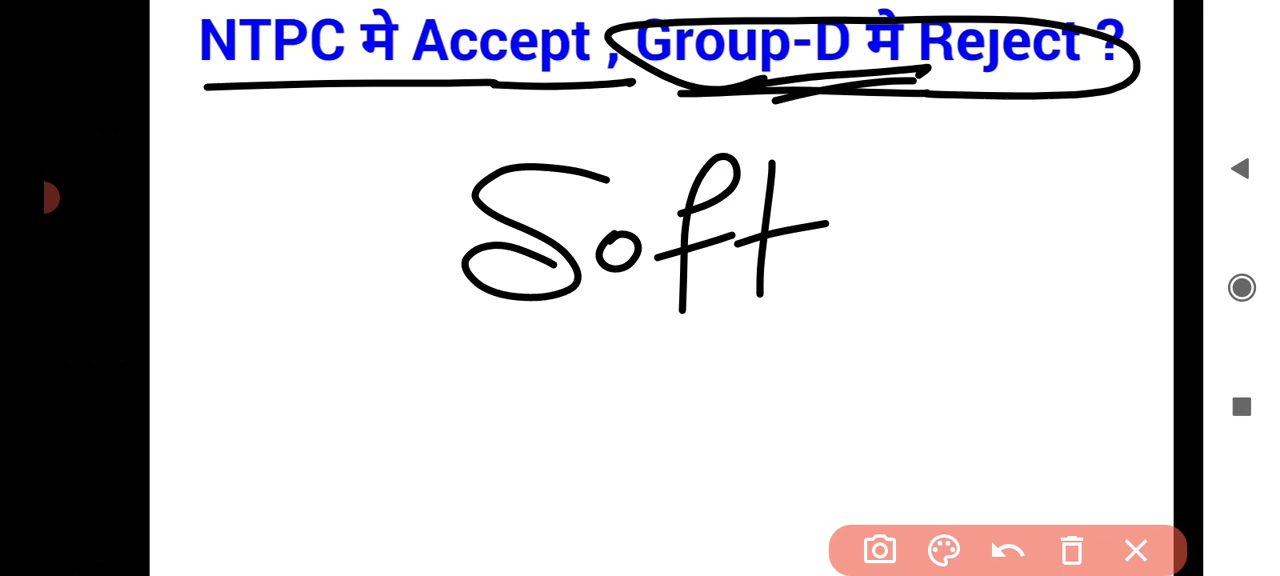 NTPC मे Accept , Group-D मे Reject ?
Soft